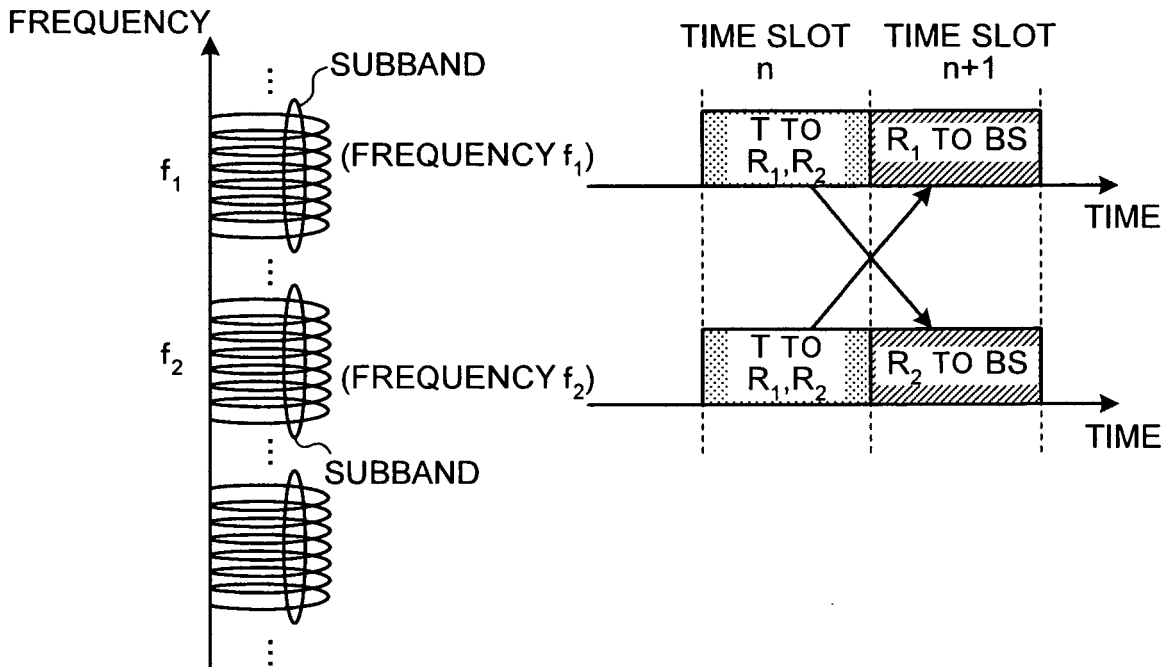 FREQUENCY
SUBBAND
f₁
(FREQUENCY f₁)
f₂
(FREQUENCY f₂)
SUBBAND
TIME SLOT
n
TIME SLOT
n+1
T TO
R₁,R₂
R₁ TO BS
TIME
T TO
R₁,R₂
R₂ TO BS
TIME